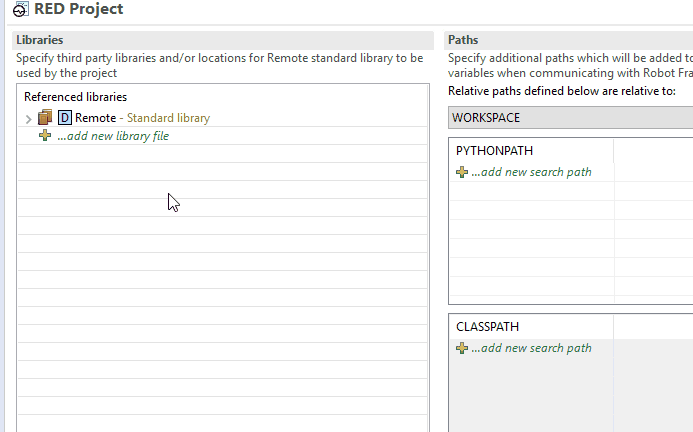 RED Project
Libraries
Specify third party libraries and/or locations for Remote standard library to be
used by the project
Referenced libraries
D Remote - Standard library
...add new library file
Paths
Specify additional paths which will be added to
variables when communicating with Robot
Relative paths defined below are relative to:
WORKSPACE
PYTHONPATH
...add new search path
CLASSPATH
...add new search path